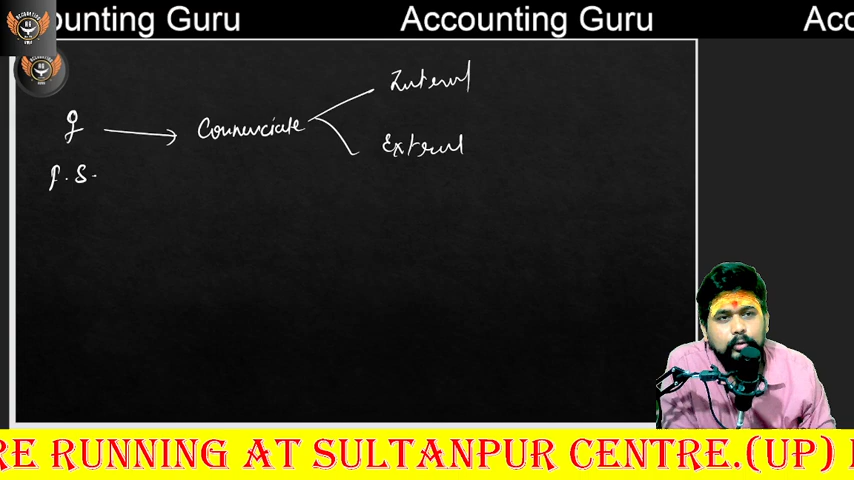 ounting Guru Accounting Guru Acc
Internal
Communicate
External
F.S.
RE RUNNING AT SULTANPUR CENTRE.(UP)